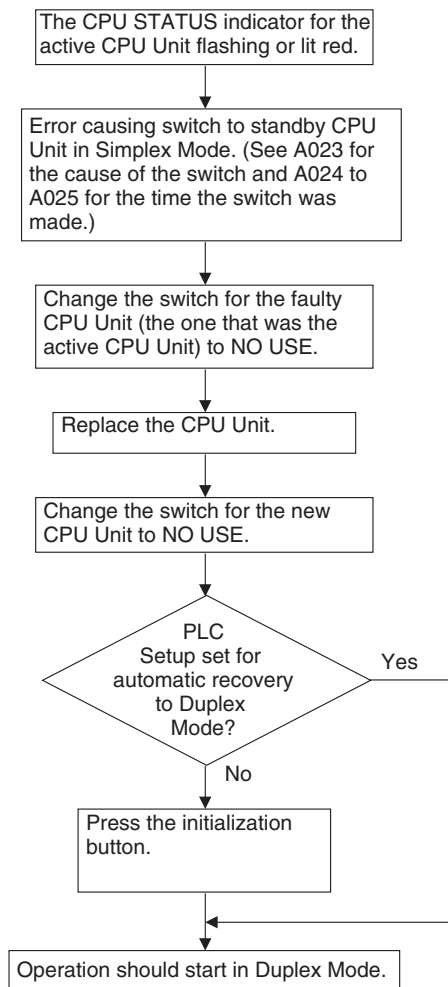 The CPU STATUS indicator for the
active CPU Unit flashing or lit red.
Error causing switch to standby CPU
Unit in Simplex Mode. (See A023 for
the cause of the switch and A024 to
A025 for the time the switch was
made.)
Change the switch for the faulty
CPU Unit (the one that was the
active CPU Unit) to NO USE.
Replace the CPU Unit.
Change the switch for the new
CPU Unit to NO USE.
PLC
Setup set for
automatic recovery
to Duplex
Mode?
Yes
No
Press the initialization
button.
Operation should start in Duplex Mode.